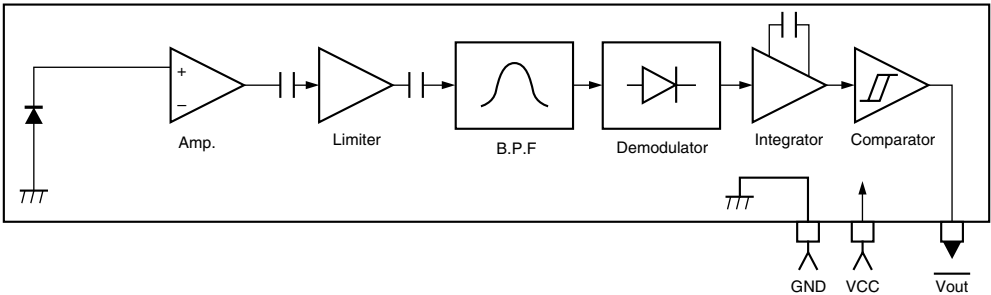 +
−
Amp.
Limiter
B.P.F
Demodulator
Integrator
Comparator
GND
VCC
Vout